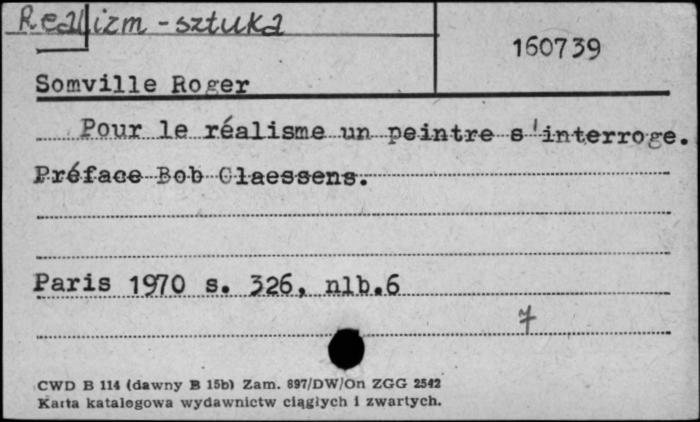 Realizm - sztuka
160739
Somville Roger
Pour le réalisme un peintre s'interroge.
Préface Bob Claessens.
Paris 1970 s. 326, nlb.6
7
CWD B 114 (dawny B 15b) Zam. 897/DW/On ZGG 2542
Karta katalogowa wydawnictw ciągłych i zwartych.